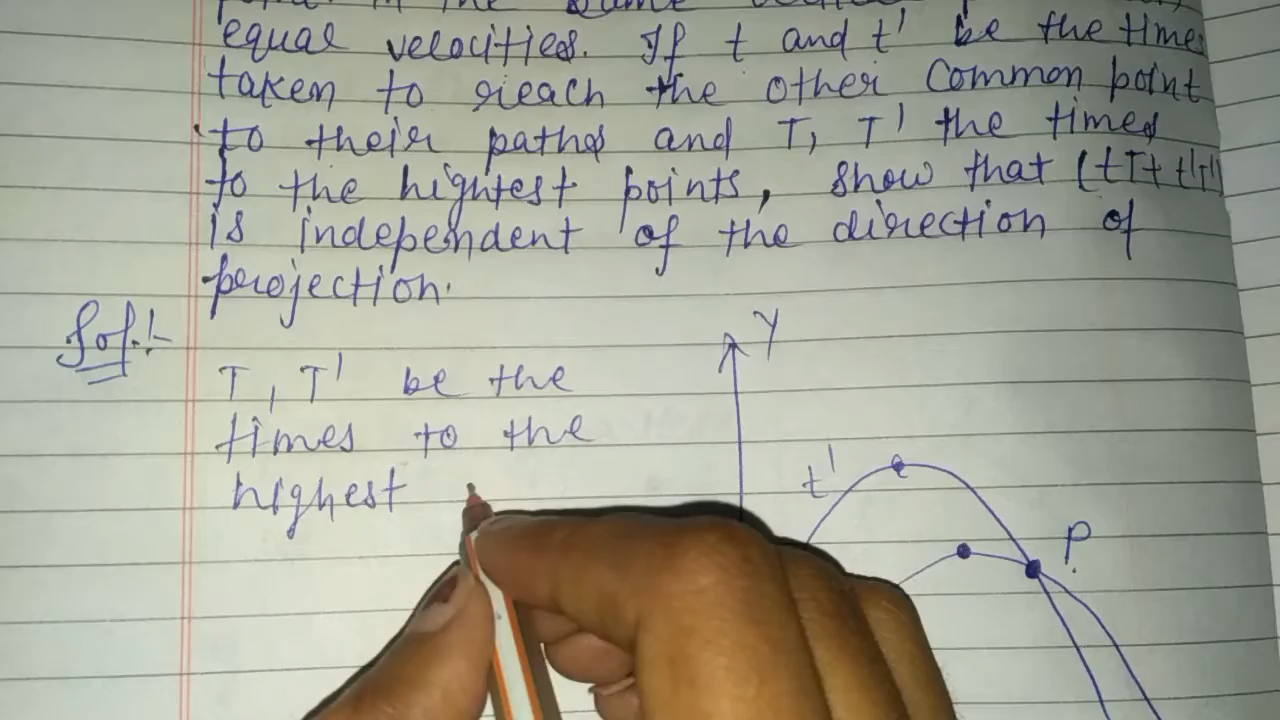 equal velocities. If t and t' be the times
taken to reach the other common point
to their paths and T, T' the times
to the hightest points, show that (tT + t'T')
is independent of the direction of
projection.
Sol:-
T, T' be the
times to the
highest
Y
t'
P